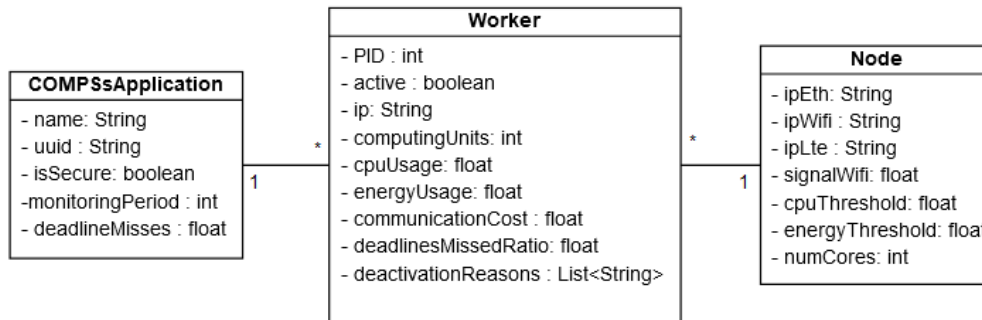 COMPSsApplication
- name: String
- uuid : String
- isSecure: boolean
-monitoringPeriod : int
- deadlineMisses : float
1
*
Worker
- PID : int
- active : boolean
- ip: String
- computingUnits: int
- cpuUsage: float
- energyUsage: float
- communicationCost : float
- deadlinesMissedRatio: float
- deactivationReasons : List<String>
*
1
Node
- ipEth: String
- ipWifi : String
- ipLte : String
- signalWifi: float
- cpuThreshold: float
- energyThreshold: float
- numCores: int